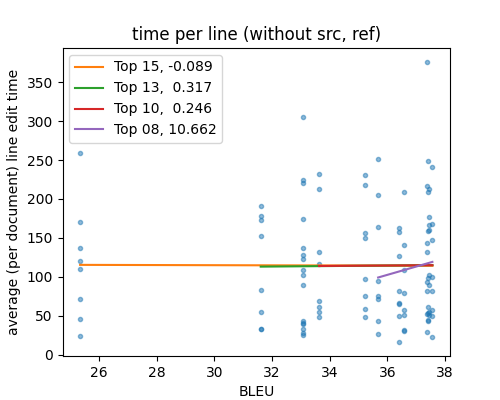 time per line (without src, ref)
Top 15, -0.089
Top 13,  0.317
Top 10,  0.246
Top 08, 10.662
average (per document) line edit time
350
300
250
200
150
100
50
0
26
28
30
32
34
36
38
BLEU